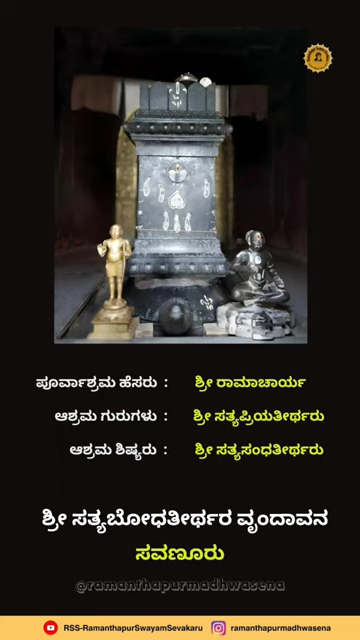 ಪೂರ್ವಾಶ್ರಮ ಹೆಸರು : ಶ್ರೀ ರಾಮಾಚಾರ್ಯ
ಆಶ್ರಮ ಗುರುಗಳು : ಶ್ರೀ ಸತ್ಯಪ್ರಿಯತೀರ್ಥರು
ಆಶ್ರಮ ಶಿಷ್ಯರು : ಶ್ರೀ ಸತ್ಯಸಂಧತೀರ್ಥರು
ಶ್ರೀ ಸತ್ಯಬೋಧತೀರ್ಥರ ವೃಂದಾವನ
ಸವಣೂರು
@ramanthapurmadhwasena
RSS-RamanthapurSwayamSevakaru ramanthapurmadhwasena